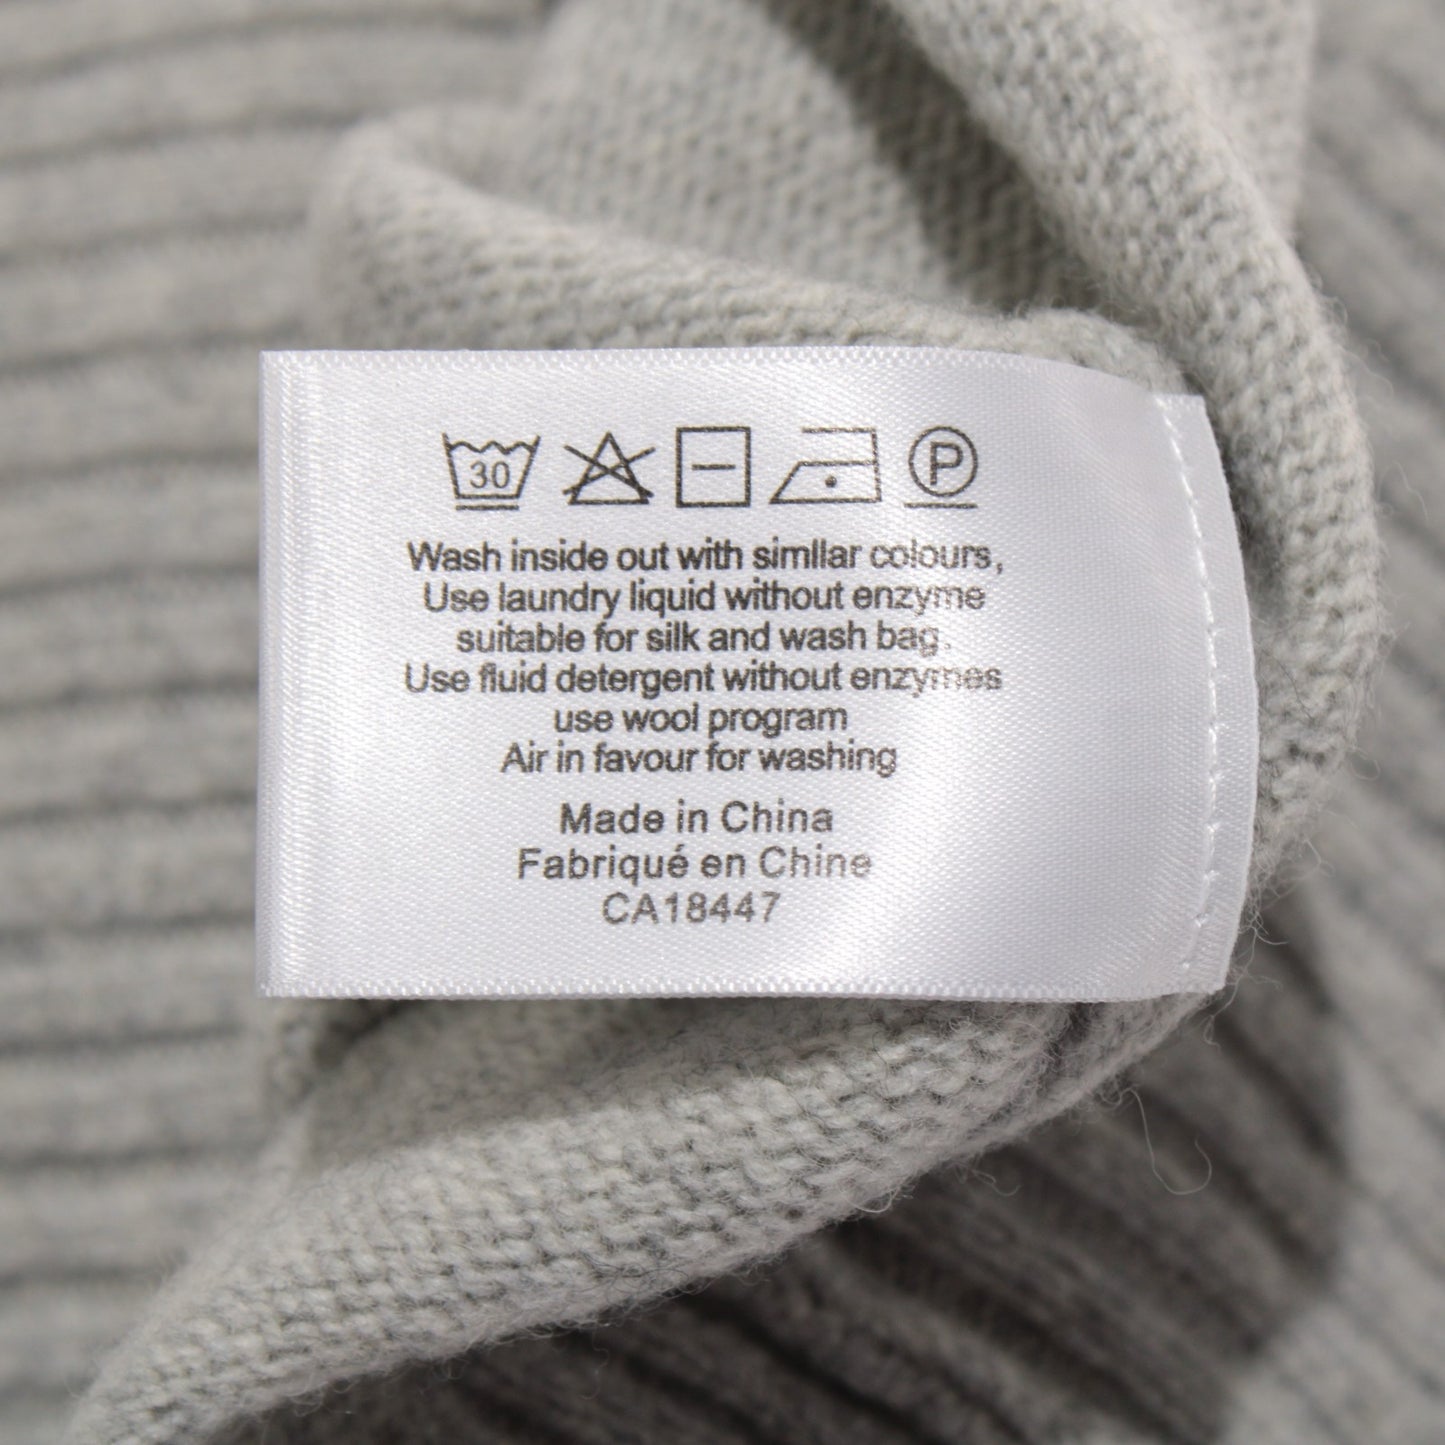 30 P
Wash inside out with simllar colours,
Use laundry liquid without enzyme
suitable for silk and wash bag.
Use fluid detergent without enzymes
use wool program
Air in favour for washing
Made in China
Fabriqué en Chine
CA18447